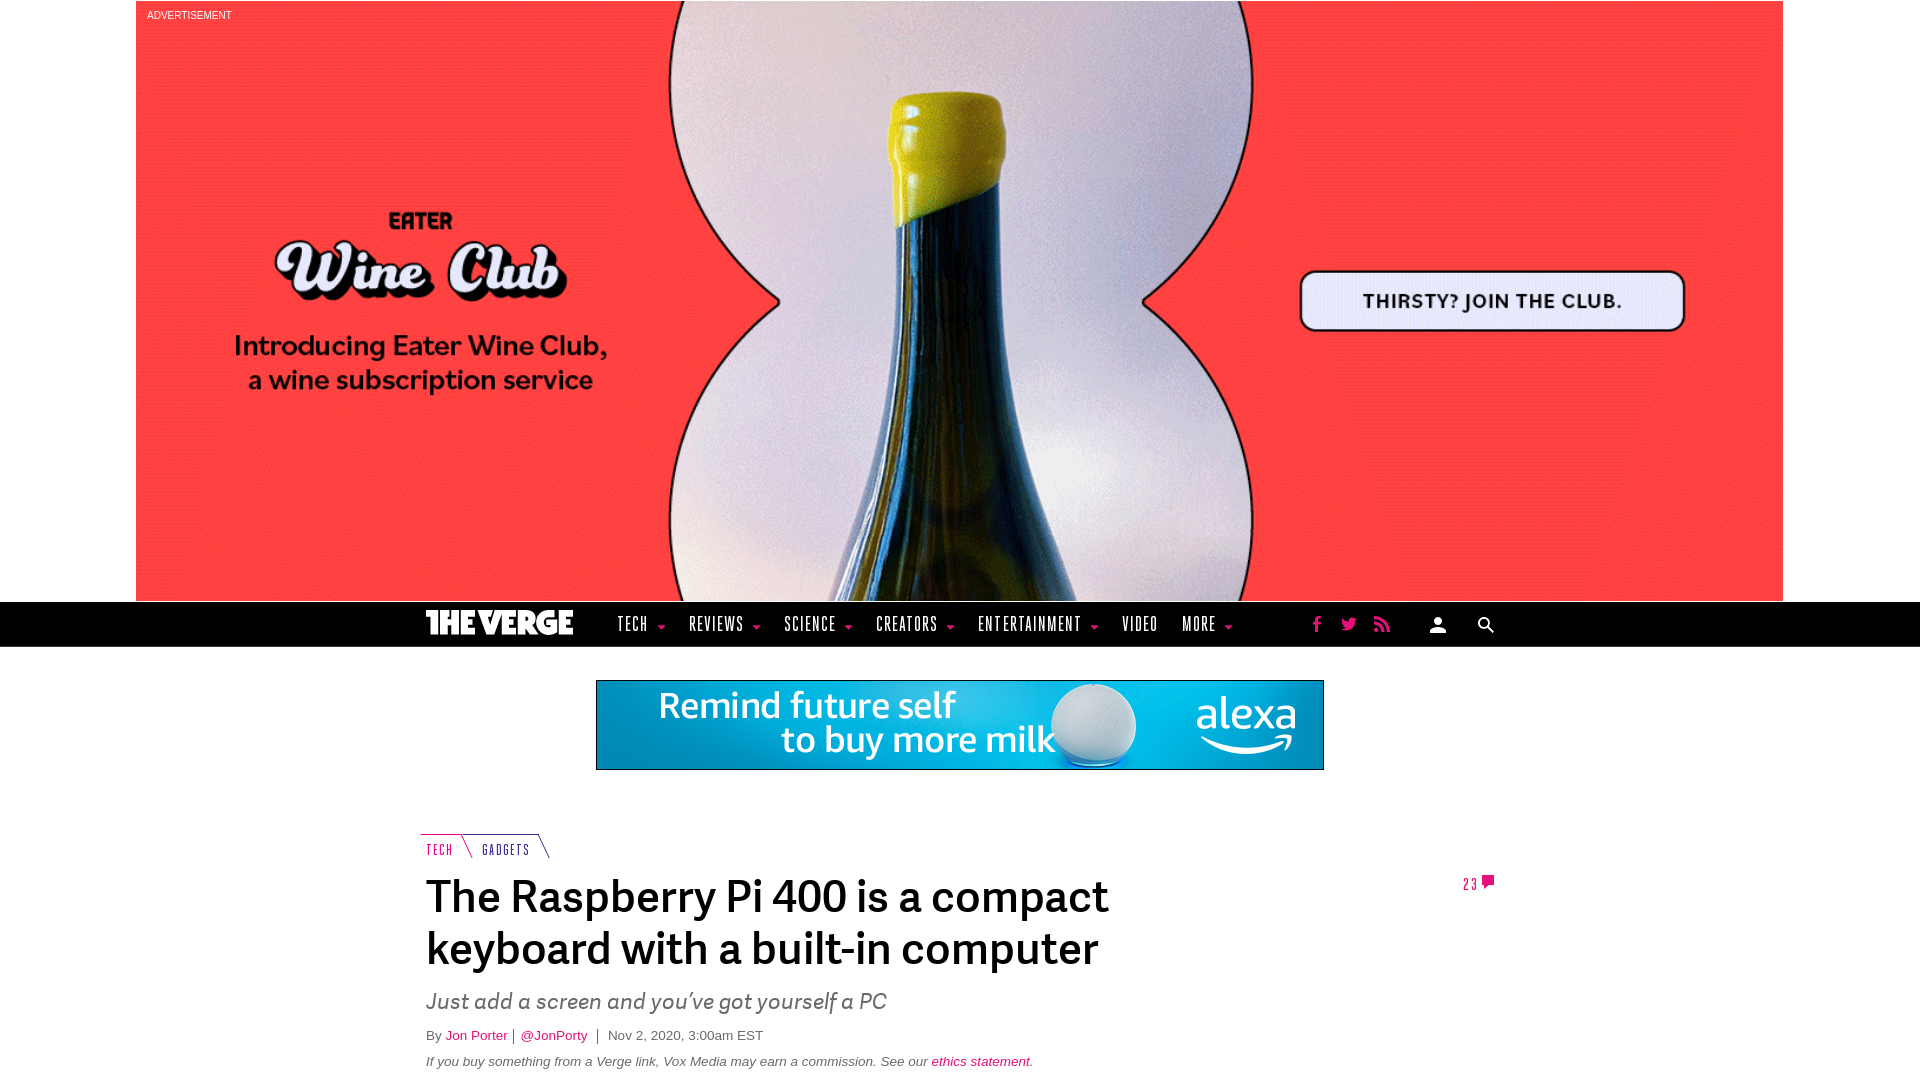 ADVERTISEMENT
EATER
Wine Club
Introducing Eater Wine Club,
a wine subscription service
THIRSTY? JOIN THE CLUB.
THE VERGE
TECH REVIEWS SCIENCE CREATORS ENTERTAINMENT VIDEO MORE
Remind future self
to buy more milk
alexa
TECH GADGETS
The Raspberry Pi 400 is a compact
keyboard with a built-in computer
23
Just add a screen and you’ve got yourself a PC
By Jon Porter | @JonPorty | Nov 2, 2020, 3:00am EST
If you buy something from a Verge link, Vox Media may earn a commission. See our ethics statement.